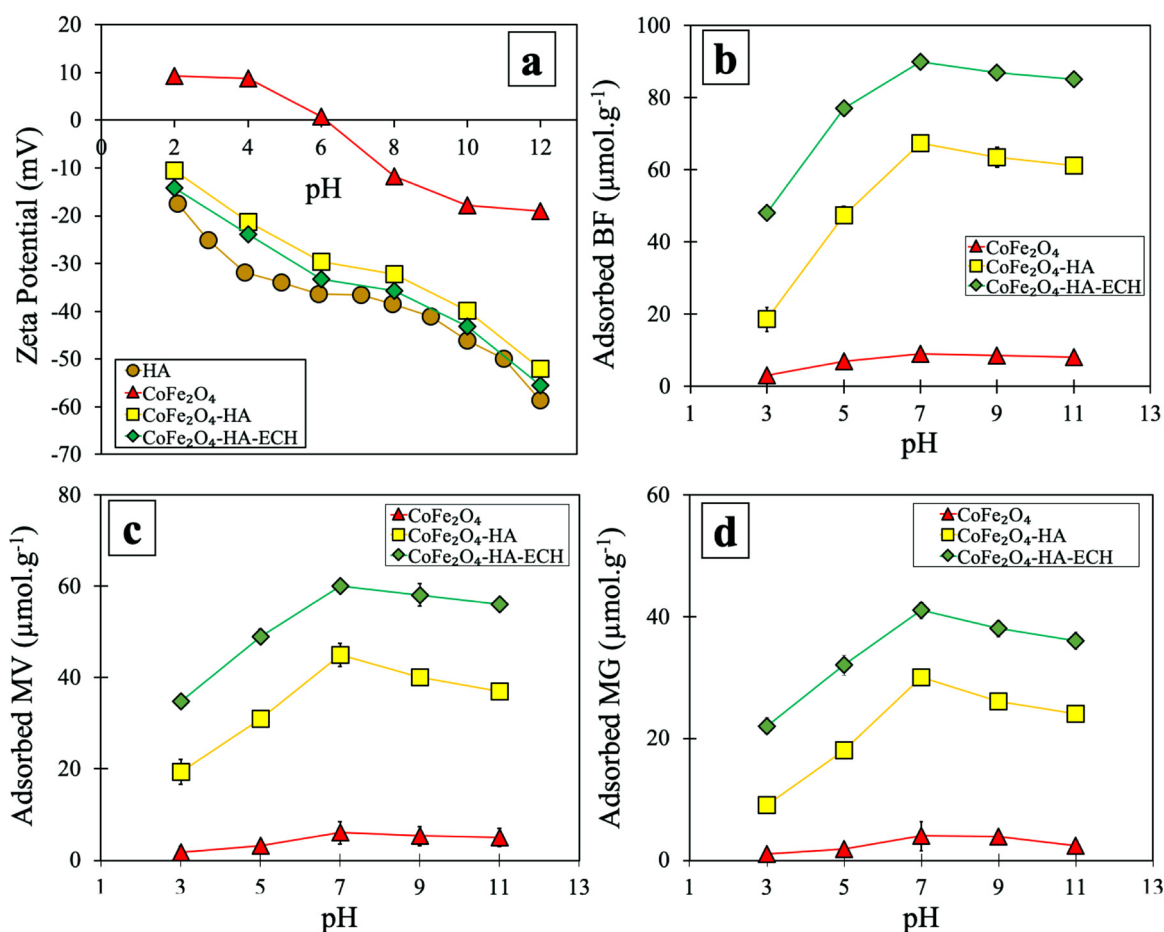 a
Zeta Potential (mV)
20
10
0
-10
-20
-30
-40
-50
-60
-70
0 2 4 6 8 10 12
pH
HA
CoFe₂O₄
CoFe₂O₄-HA
CoFe₂O₄-HA-ECH
b
Adsorbed BF (µmol.g⁻¹)
100
80
60
40
20
0
1 3 5 7 9 11 13
pH
CoFe₂O₄
CoFe₂O₄-HA
CoFe₂O₄-HA-ECH
c
Adsorbed MV (µmol.g⁻¹)
80
60
40
20
0
1 3 5 7 9 11 13
pH
CoFe₂O₄
CoFe₂O₄-HA
CoFe₂O₄-HA-ECH
d
Adsorbed MG (µmol.g⁻¹)
60
40
20
0
1 3 5 7 9 11 13
pH
CoFe₂O₄
CoFe₂O₄-HA
CoFe₂O₄-HA-ECH